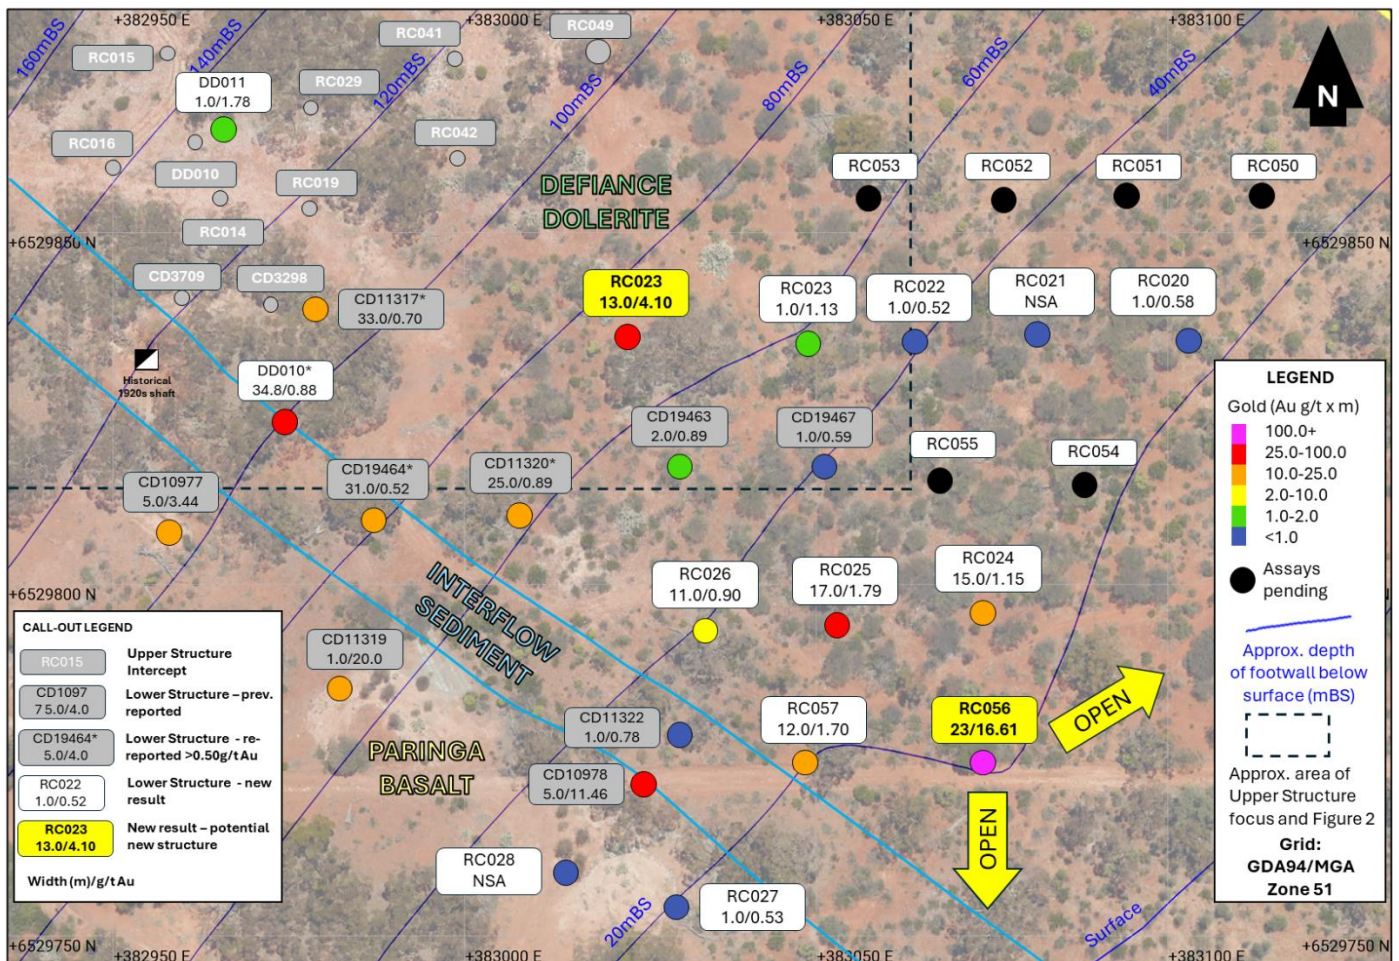 +382950 E
+383000 E
+383050 E
+383100 E
160mBS
140mBS
120mBS
100mBS
80mBS
60mBS
40mBS
N
RC015
RC041
RC049
DD011
1.0/1.78
RC029
RC016
RC042
DD010
RC019
RC014
DEFIANCE
DOLERITE
RC053
RC052
RC051
RC050
+6529850 N
+6529850 N
CD3709
CD3298
CD11317*
33.0/0.70
RC023
13.0/4.10
RC023
1.0/1.13
RC022
1.0/0.52
RC021
NSA
RC020
1.0/0.58
Historical
1920s shaft
DD010*
34.8/0.88
CD19463
2.0/0.89
CD19467
1.0/0.59
RC055
RC054
CD10977
5.0/3.44
CD19464*
31.0/0.52
CD11320*
25.0/0.89
LEGEND
Gold (Au g/t x m)
100.0+
25.0-100.0
10.0-25.0
2.0-10.0
1.0-2.0
<1.0
Assays
pending
Approx. depth
of footwall below
surface (mBS)
Approx. area of
Upper Structure
focus and Figure 2
Grid:
GDA94/MGA
Zone 51
+6529800 N
INTERFLOW
SEDIMENT
RC026
11.0/0.90
RC025
17.0/1.79
RC024
15.0/1.15
CALL-OUT LEGEND
RC015
Upper Structure
Intercept
CD1097
7 5.0/4.0
Lower Structure – prev.
reported
CD19464*
5.0/4.0
Lower Structure - re-
reported >0.50g/t Au
RC022
1.0/0.52
Lower Structure - new
result
RC023
13.0/4.10
New result – potential
new structure
Width (m)/g/t Au
CD11319
1.0/20.0
PARINGA
BASALT
CD11322
1.0/0.78
CD10978
5.0/11.46
RC057
12.0/1.70
RC056
23/16.61
OPEN
OPEN
RC028
NSA
RC027
1.0/0.53
20mBS
Surface
+6529750 N
+6529750 N
+382950 E
+383000 E
+383050 E
+383100 E